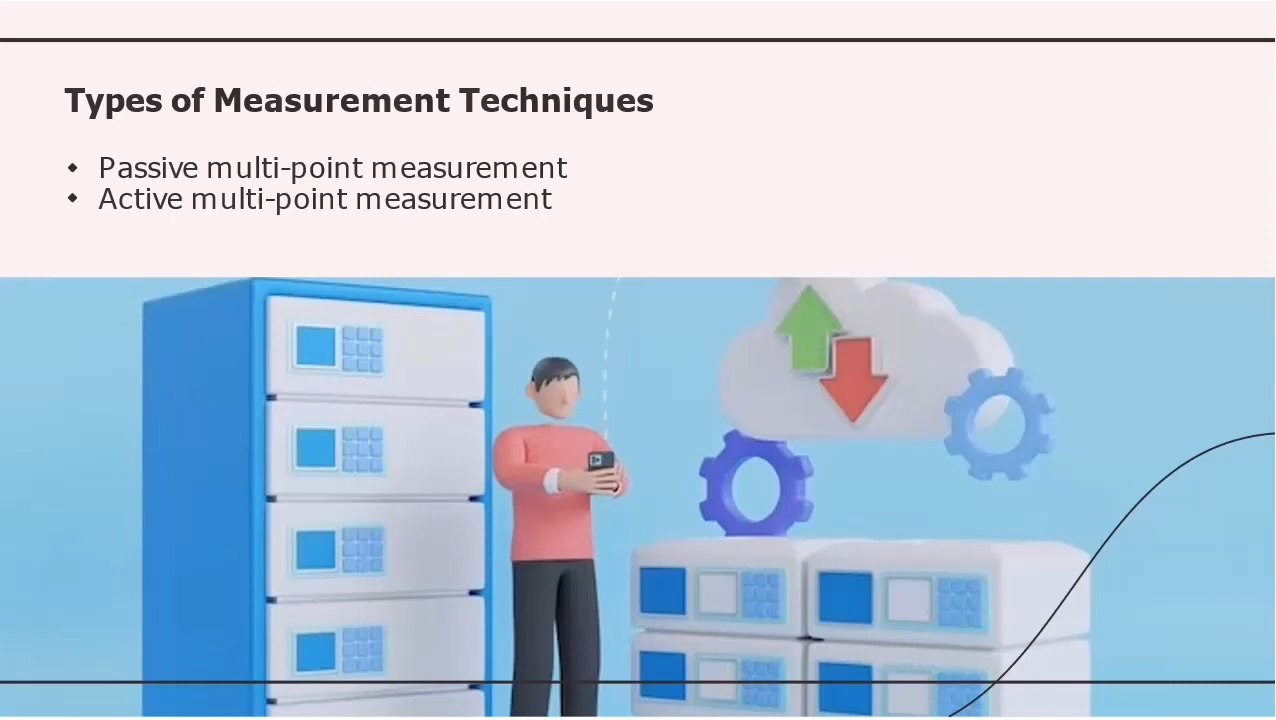 Types of Measurement Techniques
Passive multi-point measurement
Active multi-point measurement